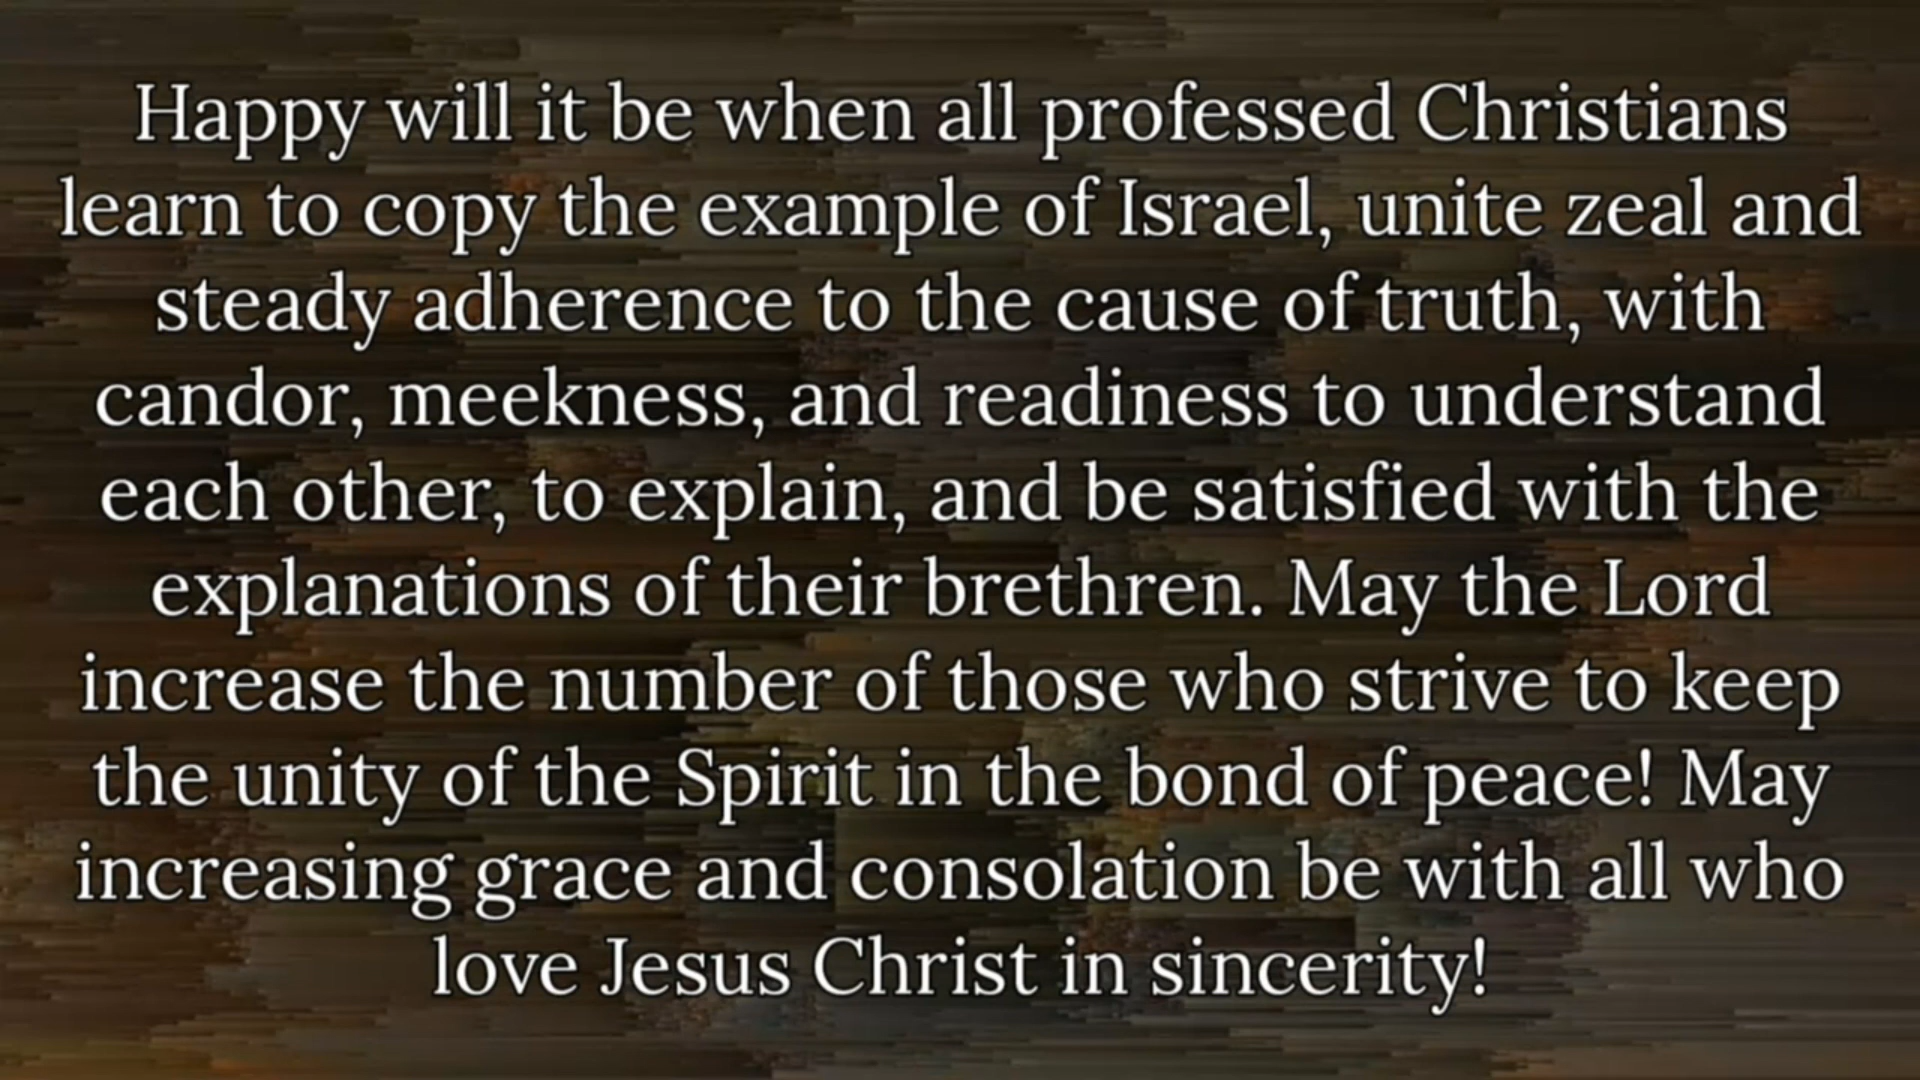 Happy will it be when all professed Christians
learn to copy the example of Israel, unite zeal and
steady adherence to the cause of truth, with
candor, meekness, and readiness to understand
each other, to explain, and be satisfied with the
explanations of their brethren. May the Lord
increase the number of those who strive to keep
the unity of the Spirit in the bond of peace! May
increasing grace and consolation be with all who
love Jesus Christ in sincerity!